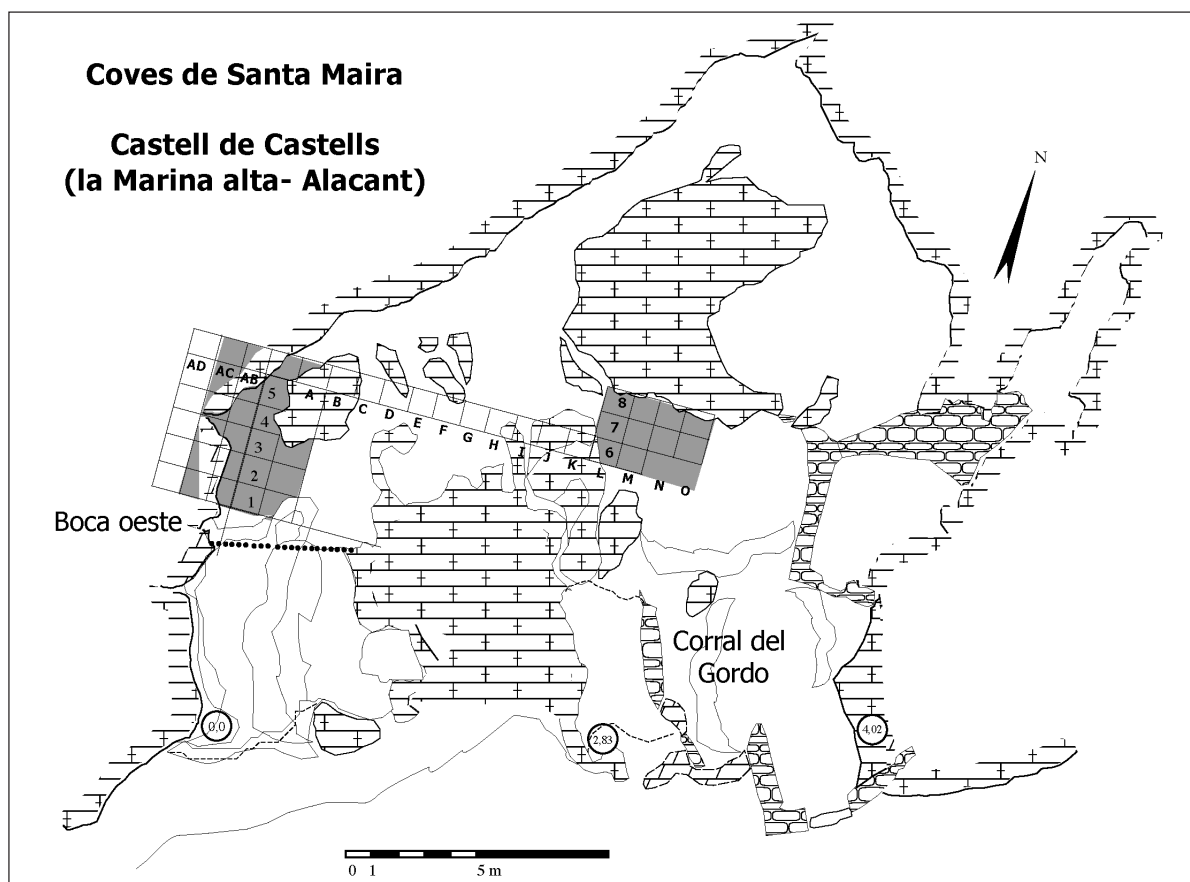 Coves de Santa Maira
Castell de Castells
(la Marina alta- Alacant)
N
AD AC AB A B C D E F G H I J K L M N O
5
4
3
2
1
8
7
6
Boca oeste
Corral del
Gordo
0,0
2,83
4,02
0 1 5 m